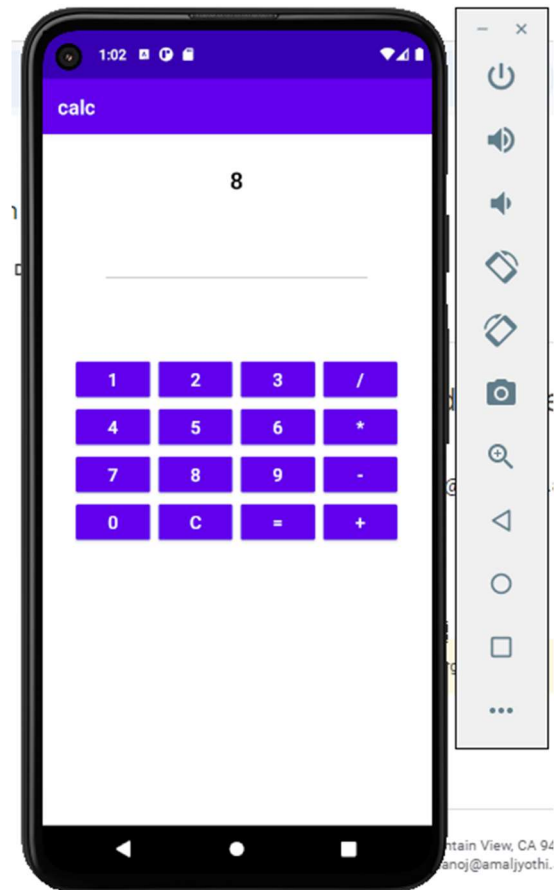 1:02
calc
8
1 2 3 /
4 5 6 *
7 8 9 -
0 C = +
ntain View, CA 94
anoj@amaljyothi.